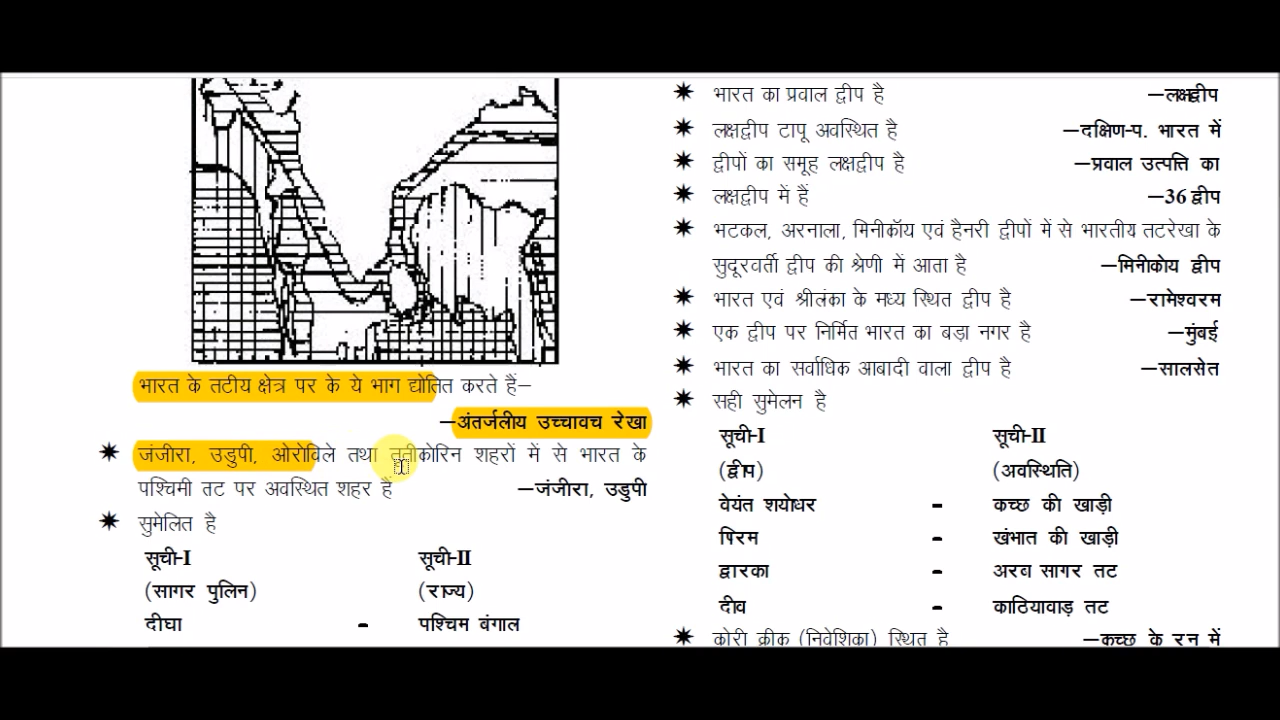 भारत के तटीय क्षेत्र पर के ये भाग द्योतित करते हैं–
–अंतर्जलीय उच्चावच रेखा
✷ जंजीरा, उडुपी, ओरोविले तथा तूतीकोरिन शहरों में से भारत के
पश्चिमी तट पर अवस्थित शहर हैं –जंजीरा, उडुपी
✷ सुमेलित है
सूची-I सूची-II
(सागर पुलिन) (राज्य)
दीघा - पश्चिम बंगाल
✷ भारत का प्रवाल द्वीप है –लक्षद्वीप
✷ लक्षद्वीप टापू अवस्थित है –दक्षिण-प. भारत में
✷ द्वीपों का समूह लक्षद्वीप है –प्रवाल उत्पत्ति का
✷ लक्षद्वीप में हैं –36 द्वीप
✷ भटकल, अरनाला, मिनीकॉय एवं हैनरी द्वीपों में से भारतीय तटरेखा के
सुदूरवर्ती द्वीप की श्रेणी में आता है –मिनीकोय द्वीप
✷ भारत एवं श्रीलंका के मध्य स्थित द्वीप है –रामेश्वरम
✷ एक द्वीप पर निर्मित भारत का बड़ा नगर है –मुंबई
✷ भारत का सर्वाधिक आबादी वाला द्वीप है –सालसेत
✷ सही सुमेलन है
सूची-I सूची-II
(द्वीप) (अवस्थिति)
वेयंत शयोधर - कच्छ की खाड़ी
पिरम - खंभात की खाड़ी
द्वारका - अरब सागर तट
दीव - काठियावाड़ तट
✷ कोरी क्रीक (निवेशिका) स्थित है –कच्छ के रन में